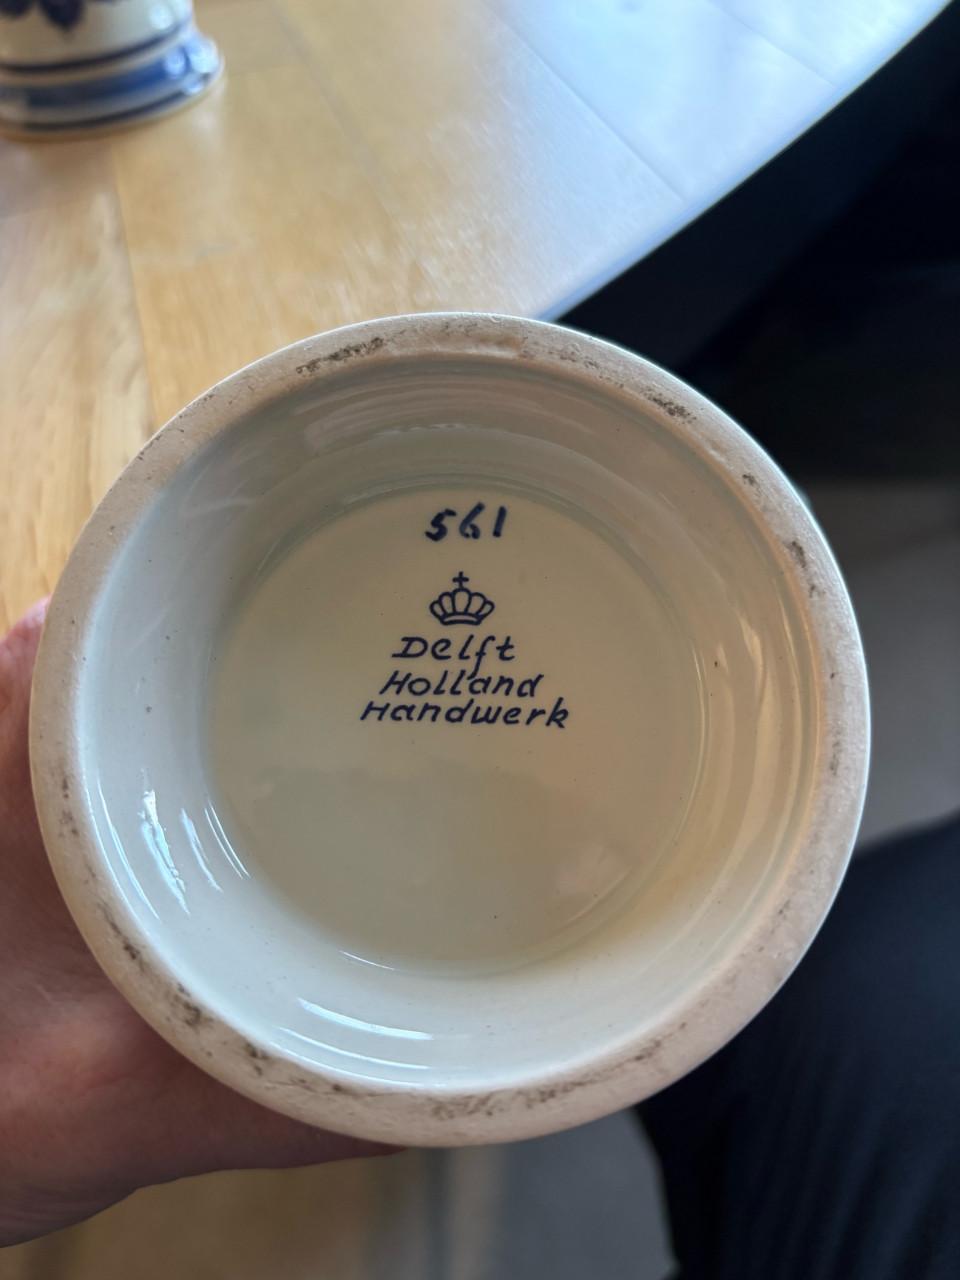 561
Delft
Holland
Handwerk